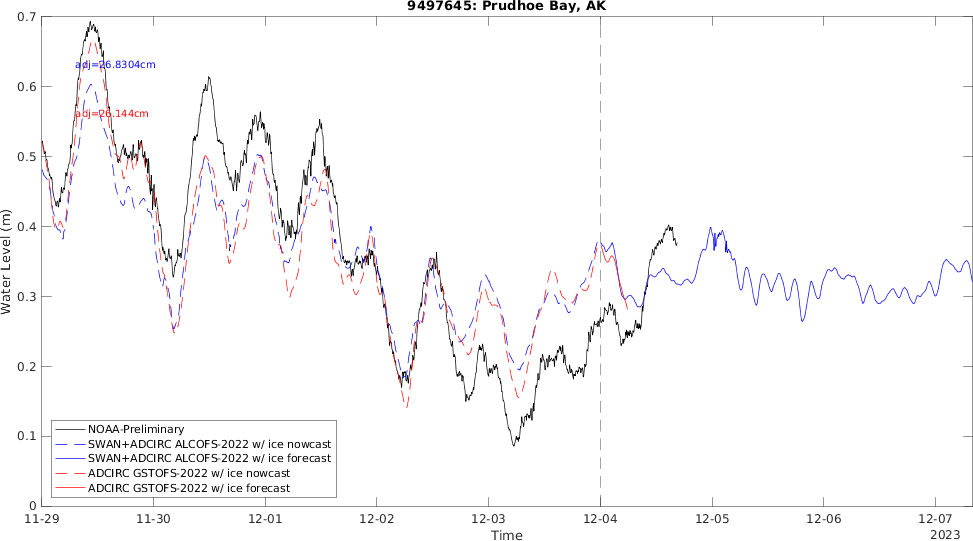 9497645: Prudhoe Bay, AK
0.7
adj=26.8304cm
0.6
adj=26.144cm
0.5
0.4
Water Level (m)
0.3
0.2
0.1
NOAA-Preliminary
SWAN+ADCIRC ALCOFS-2022 w/ ice nowcast
SWAN+ADCIRC ALCOFS-2022 w/ ice forecast
ADCIRC GSTOFS-2022 w/ ice nowcast
ADCIRC GSTOFS-2022 w/ ice forecast
0
11-29 11-30 12-01 12-02 12-03 12-04 12-05 12-06 12-07
Time
2023